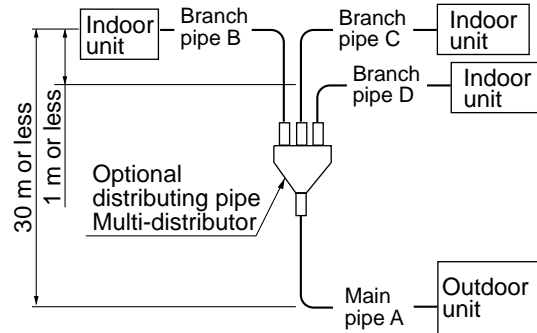 Indoor
unit
Branch
pipe B
Branch
pipe C
Indoor
unit
Branch
pipe D
Indoor
unit
30 m or less
1 m or less
Optional
distributing pipe
Multi-distributor
Main
pipe A
Outdoor
unit